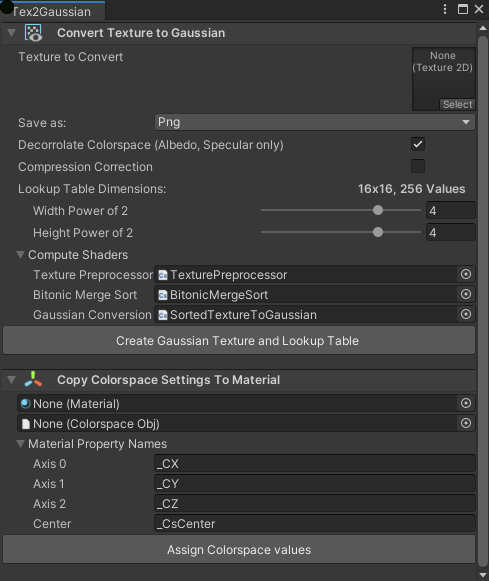 Tex2Gaussian
Convert Texture to Gaussian
Texture to Convert
None
(Texture 2D)
Select
Save as:
Png
Decorrolate Colorspace (Albedo, Specular only)
Compression Correction
Lookup Table Dimensions:
16x16, 256 Values
Width Power of 2
4
Height Power of 2
4
Compute Shaders
Texture Preprocessor
TexturePreprocessor
Bitonic Merge Sort
BitonicMergeSort
Gaussian Conversion
SortedTextureToGaussian
Create Gaussian Texture and Lookup Table
Copy Colorspace Settings To Material
None (Material)
None (Colorspace Obj)
Material Property Names
Axis 0
_CX
Axis 1
_CY
Axis 2
_CZ
Center
_CsCenter
Assign Colorspace values